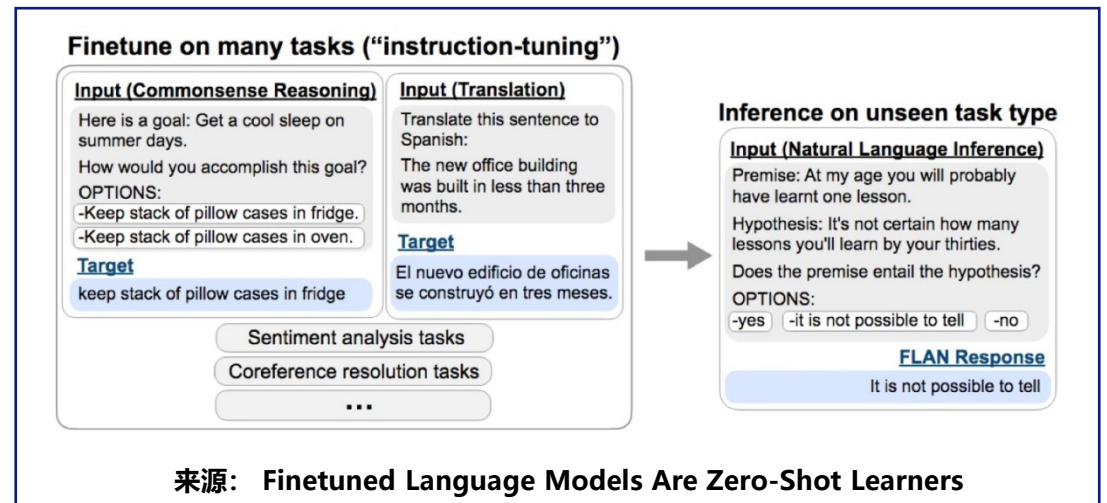 Finetune on many tasks (“instruction-tuning”)
Input (Commonsense Reasoning)
Here is a goal: Get a cool sleep on
summer days.
How would you accomplish this goal?
OPTIONS:
-Keep stack of pillow cases in fridge.
-Keep stack of pillow cases in oven.
Target
keep stack of pillow cases in fridge
Input (Translation)
Translate this sentence to
Spanish:
The new office building
was built in less than three
months.
Target
El nuevo edificio de oficinas
se construyó en tres meses.
Sentiment analysis tasks
Coreference resolution tasks
...
Inference on unseen task type
Input (Natural Language Inference)
Premise: At my age you will probably
have learnt one lesson.
Hypothesis: It's not certain how many
lessons you'll learn by your thirties.
Does the premise entail the hypothesis?
OPTIONS:
-yes -it is not possible to tell -no
FLAN Response
It is not possible to tell
来源： Finetuned Language Models Are Zero-Shot Learners